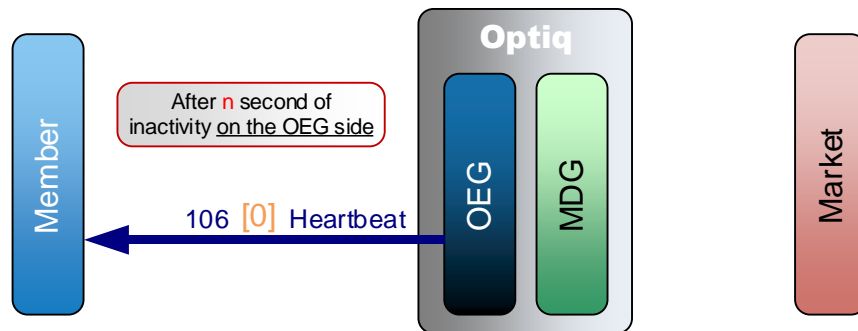 Optiq
Member
After n second of
inactivity on the OEG side
106 [0] Heartbeat
OEG
MDG
Market